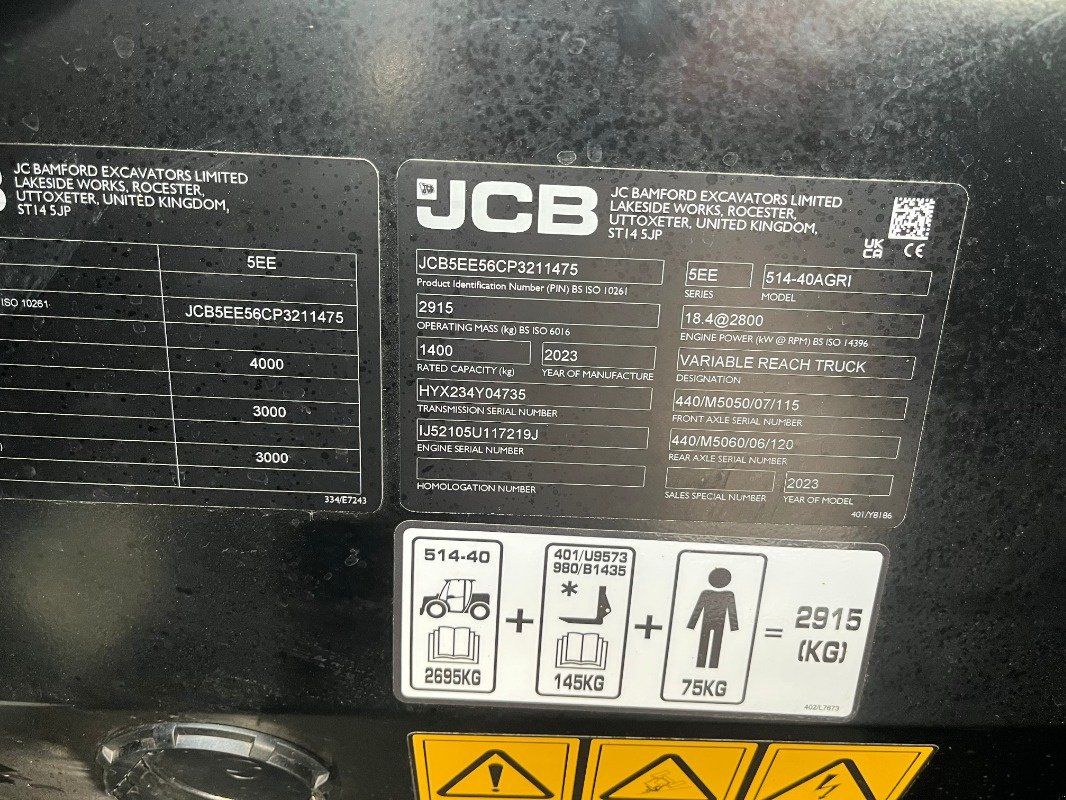 JC BAMFORD EXCAVATORS LIMITED
LAKESIDE WORKS, ROCESTER,
UTTOXETER, UNITED KINGDOM,
ST14 5JP
5EE
ISO 10261
JCB5EE56CP3211475
4000
3000
3000
334/E7243
JCB
JC BAMFORD EXCAVATORS LIMITED
LAKESIDE WORKS, ROCESTER,
UTTOXETER, UNITED KINGDOM,
ST14 5JP
UK
CA CE
JCB5EE56CP3211475
Product Identification Number (PIN) BS ISO 10261
5EE
SERIES
514-40AGRI
MODEL
2915
OPERATING MASS (kg) BS ISO 6016
18.4@2800
ENGINE POWER (kW @ RPM) BS ISO 14396
1400
RATED CAPACITY (kg)
2023
YEAR OF MANUFACTURE
VARIABLE REACH TRUCK
DESIGNATION
HYX234Y04735
TRANSMISSION SERIAL NUMBER
440/M5050/07/115
FRONT AXLE SERIAL NUMBER
IJ52105U117219J
ENGINE SERIAL NUMBER
440/M5060/06/120
REAR AXLE SERIAL NUMBER
HOMOLOGATION NUMBER
SALES SPECIAL NUMBER
2023
YEAR OF MODEL
401/Y8186
514-40
2695KG
+
401/U9573
980/B1435
*
145KG
+
75KG
=
2915
(KG)
402/L7673